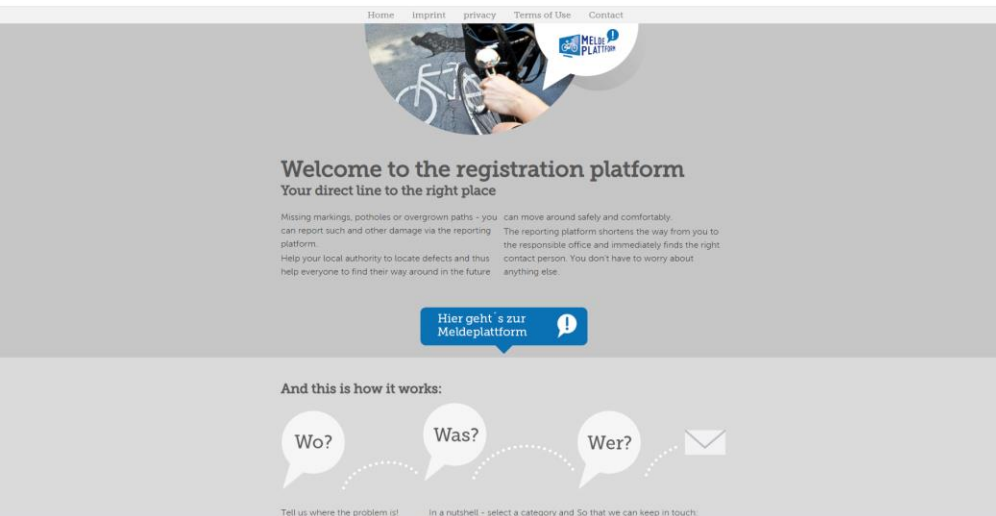 Home imprint privacy Terms of Use Contact
MELDE
PLATTFORM
Welcome to the registration platform
Your direct line to the right place
Missing markings, potholes or overgrown paths - you
can report such and other damage via the reporting
platform.
Help your local authority to locate defects and thus
help everyone to find their way around in the future
can move around safely and comfortably.
The reporting platform shortens the way from you to
the responsible office and immediately finds the right
contact person. You don't have to worry about
anything else.
Hier geht`s zur
Meldeplattform
And this is how it works:
Wo? Was? Wer?
Tell us where the problem is! In a nutshell - select a category and So that we can keep in touch: